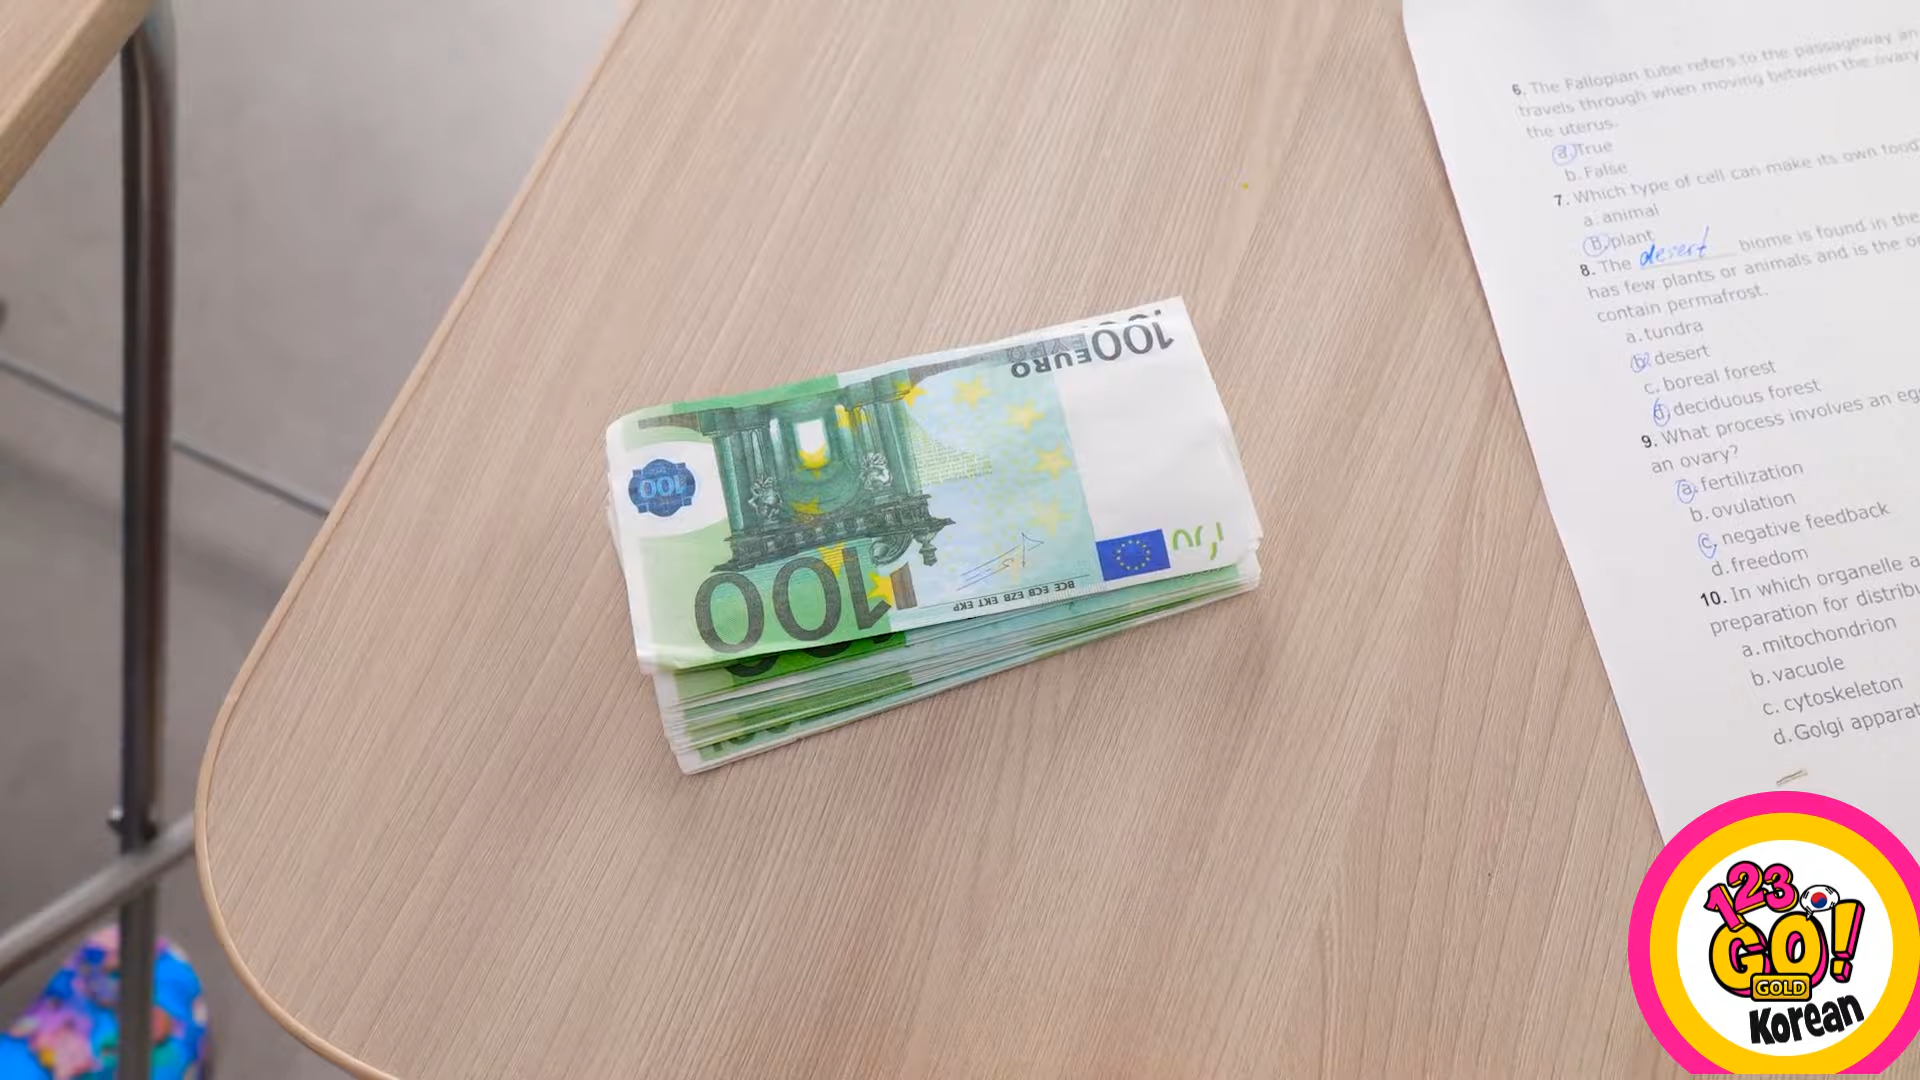 100EURO
100
100
BCE ECB EZB EKT EKP
6. The Fallopian tube refers to the passageway an
travels through when moving between the ovary
the uterus.
a. True
b. False
7. Which type of cell can make its own food
a. animal
B. plant
8. The desert biome is found in the
has few plants or animals and is the
contain permafrost.
a. tundra
b. desert
c. boreal forest
d. deciduous forest
9. What process involves an eg
an ovary?
a. fertilization
b. ovulation
c. negative feedback
d. freedom
10. In which organelle a
preparation for distribu
a. mitochondrion
b. vacuole
c. cytoskeleton
d. Golgi apparat
123
GO!
GOLD
Korean